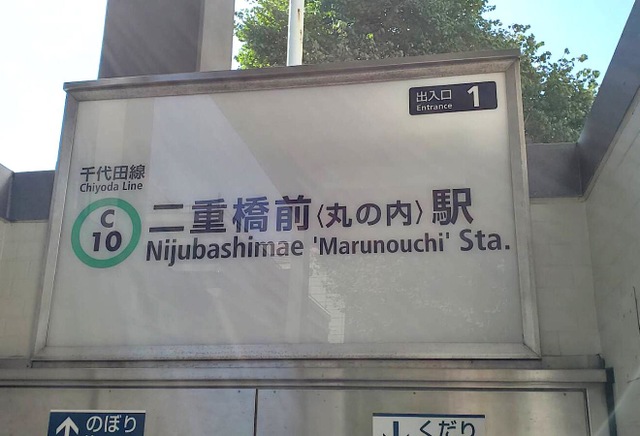 出入口 1
Entrance
千代田線
Chiyoda Line
C
10
二重橋前〈丸の内〉駅
Nijubashimae 'Marunouchi' Sta.
↑ のぼり
↓ くだり